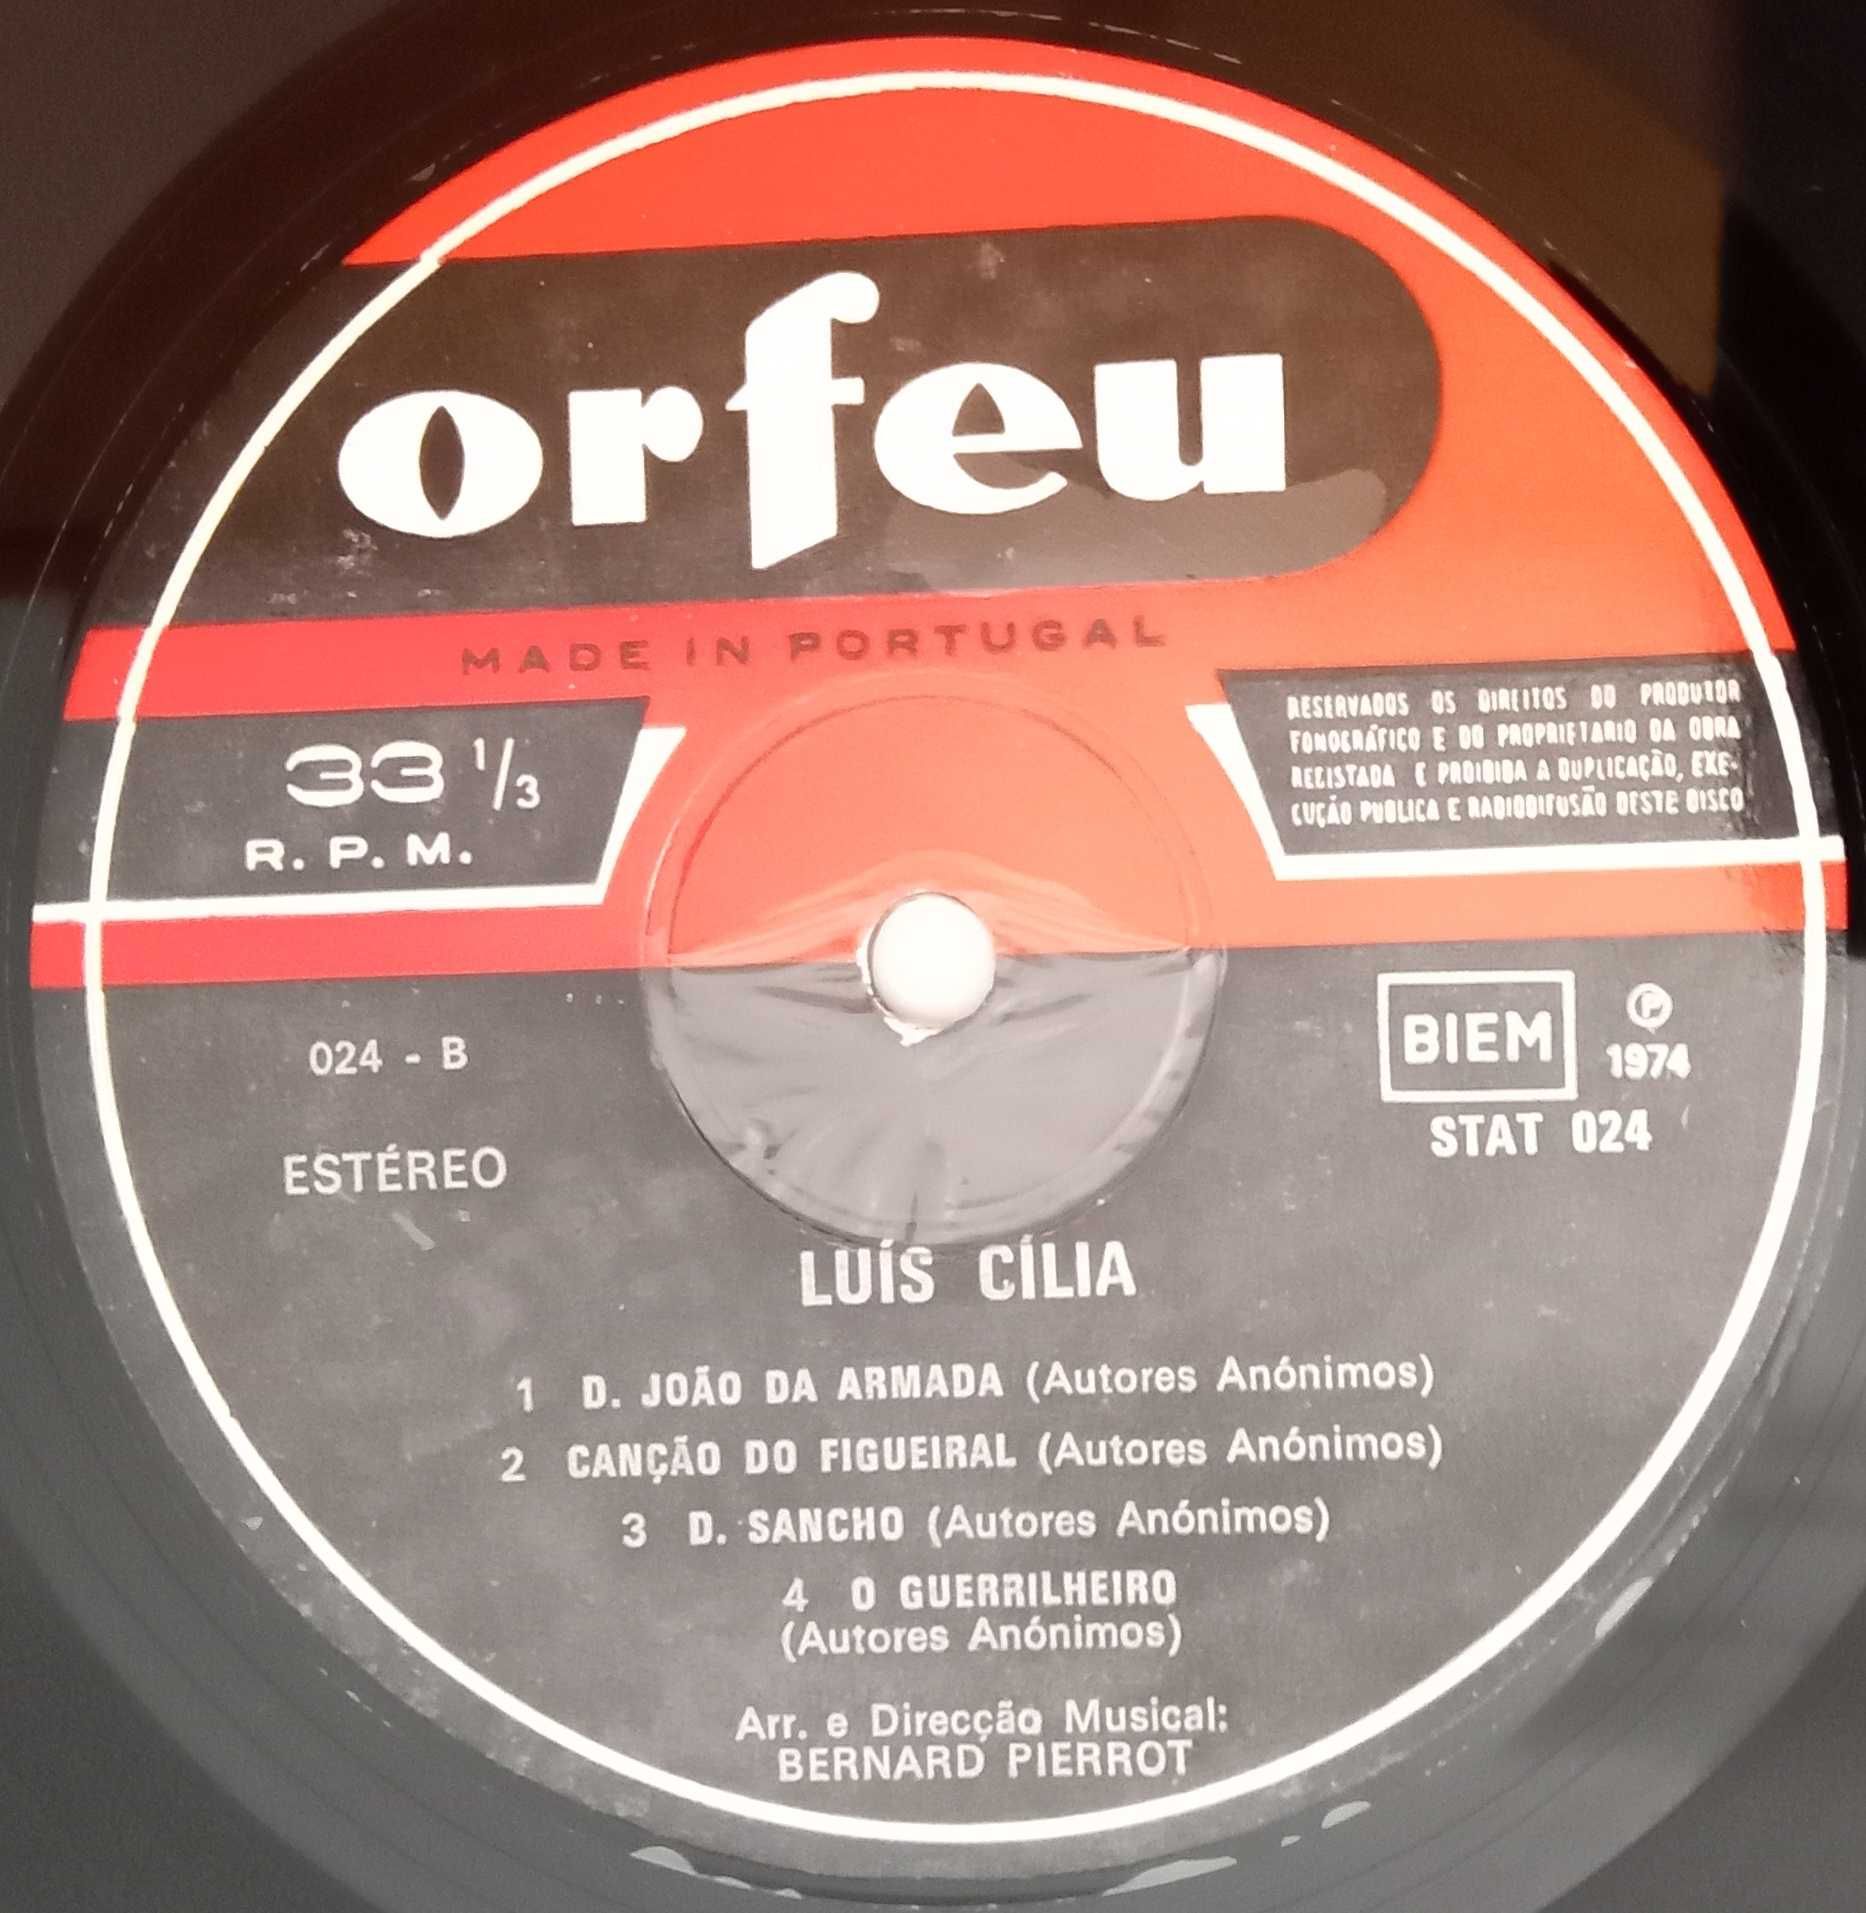 orfeu
MADE IN PORTUGAL
33 1/3
R. P. M.
RESERVADOS OS DIREITOS DO PRODUTOR
FONOGRÁFICO E DO PROPRIETARIO DA OBRA
REGISTADA E PROIBIDA A DUPLICAÇÃO, EXE-
CUÇÃO PUBLICA E RADIODIFUSÃO DESTE DISCO
024 - B
ESTÉREO
BIEM
℗
1974
STAT 024
LUÍS CÍLIA
1 D. JOÃO DA ARMADA (Autores Anónimos)
2 CANÇÃO DO FIGUEIRAL (Autores Anónimos)
3 D. SANCHO (Autores Anónimos)
4 O GUERRILHEIRO
(Autores Anónimos)
Arr. e Direcção Musical:
BERNARD PIERROT